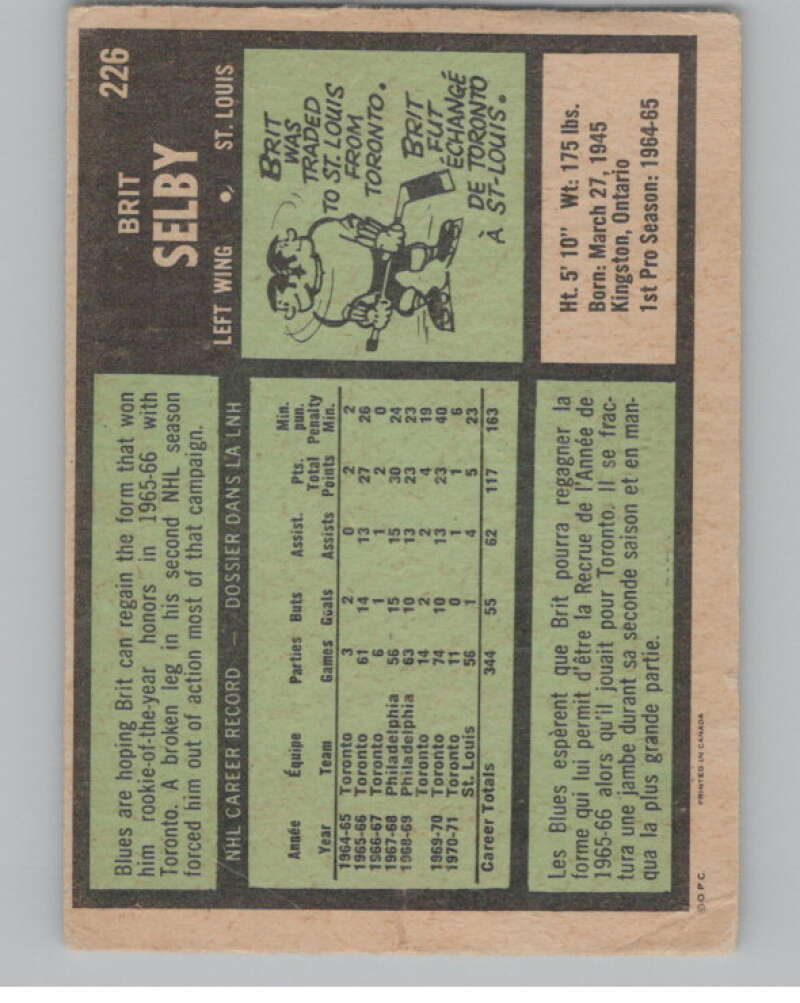 226
BRIT
SELBY
LEFT WING • ST. LOUIS
BRIT
WAS
TRADED
TO ST. LOUIS
FROM
TORONTO.
BRIT
FUT
ÉCHANGÉ
DE TORONTO
À ST-LOUIS.
Ht. 5' 10" Wt: 175 lbs.
Born: March 27, 1945
Kingston, Ontario
1st Pro Season: 1964-65
Blues are hoping Brit can regain the form that won
him rookie-of-the-year honors in 1965-66 with
Toronto. A broken leg in his second NHL season
forced him out of action most of that campaign.
NHL CAREER RECORD — DOSSIER DANS LA LNH
Année Équipe Parties Buts Assist. Pts. Min. pun.
Year Team Games Goals Assists Total Points Penalty Min.
1964-65 Toronto 3 2 0 2 2
1965-66 Toronto 61 14 13 27 26
1966-67 Toronto 6 1 1 2 0
1967-68 Philadelphia 56 15 15 30 24
1968-69 Philadelphia 63 10 13 23 23
Toronto 14 2 2 4 19
1969-70 Toronto 74 10 13 23 40
1970-71 Toronto 11 0 1 1 6
St. Louis 56 1 4 5 23
Career Totals 344 55 62 117 163
Les Blues espèrent que Brit pourra regagner la
forme qui lui permit d'être la Recrue de l'Année de
1965-66 alors qu'il jouait pour Toronto. Il se frac-
tura une jambe durant sa seconde saison et en man-
qua la plus grande partie.
©O.P.C. PRINTED IN CANADA